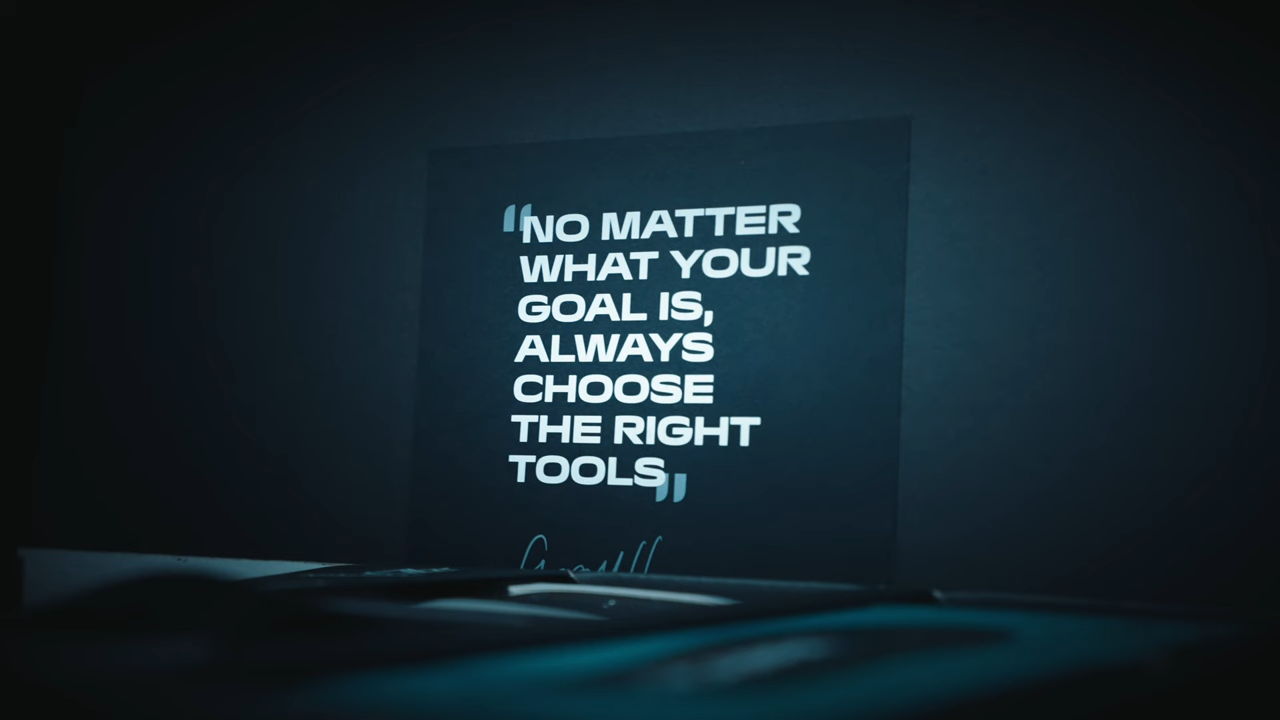 "NO MATTER
WHAT YOUR
GOAL IS,
ALWAYS
CHOOSE
THE RIGHT
TOOLS"